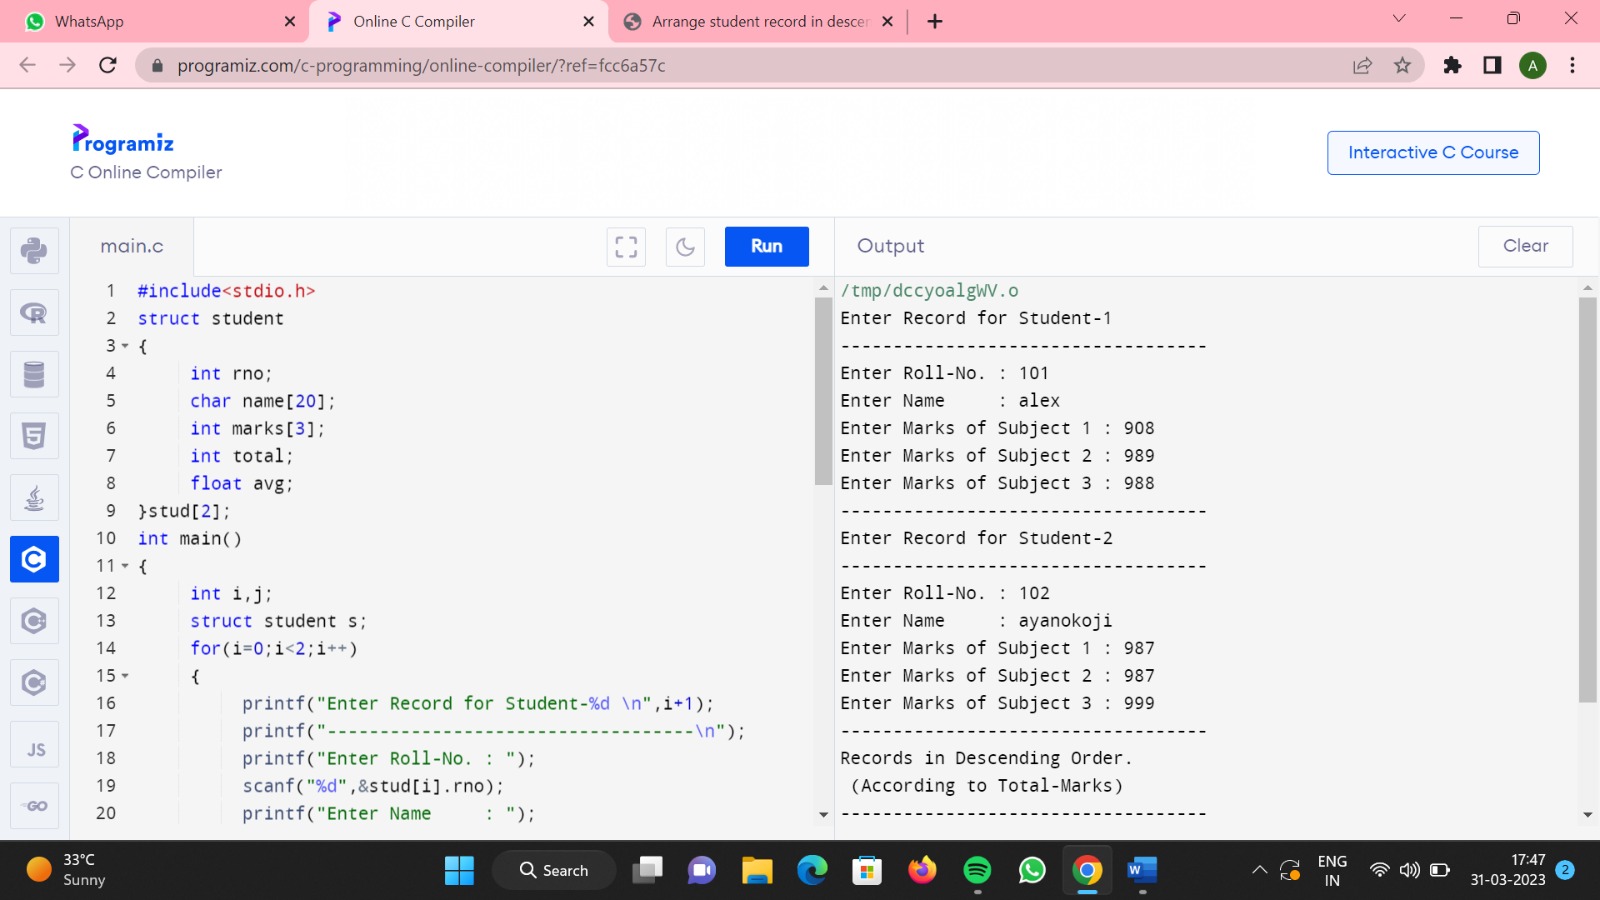 WhatsApp
Online C Compiler
Arrange student record in descen
programiz.com/c-programming/online-compiler/?ref=fcc6a57c
A
Programiz
C Online Compiler
Interactive C Course
main.c
Run
Output
Clear
1 #include<stdio.h>
2 struct student
3 {
4 int rno;
5 char name[20];
6 int marks[3];
7 int total;
8 float avg;
9 }stud[2];
10 int main()
11 {
12 int i,j;
13 struct student s;
14 for(i=0;i<2;i++)
15 {
16 printf("Enter Record for Student-%d \n",i+1);
17 printf("-----------------------------------\n");
18 printf("Enter Roll-No. : ");
19 scanf("%d",&stud[i].rno);
20 printf("Enter Name     : ");
/tmp/dccyoalgWV.o
Enter Record for Student-1
-----------------------------------
Enter Roll-No. : 101
Enter Name     : alex
Enter Marks of Subject 1 : 908
Enter Marks of Subject 2 : 989
Enter Marks of Subject 3 : 988
-----------------------------------
Enter Record for Student-2
-----------------------------------
Enter Roll-No. : 102
Enter Name     : ayanokoji
Enter Marks of Subject 1 : 987
Enter Marks of Subject 2 : 987
Enter Marks of Subject 3 : 999
-----------------------------------
Records in Descending Order.
(According to Total-Marks)
-----------------------------------
R
5
C
C
C
JS
GO
33°C
Sunny
Search
W
ENG
IN
17:47
31-03-2023
2